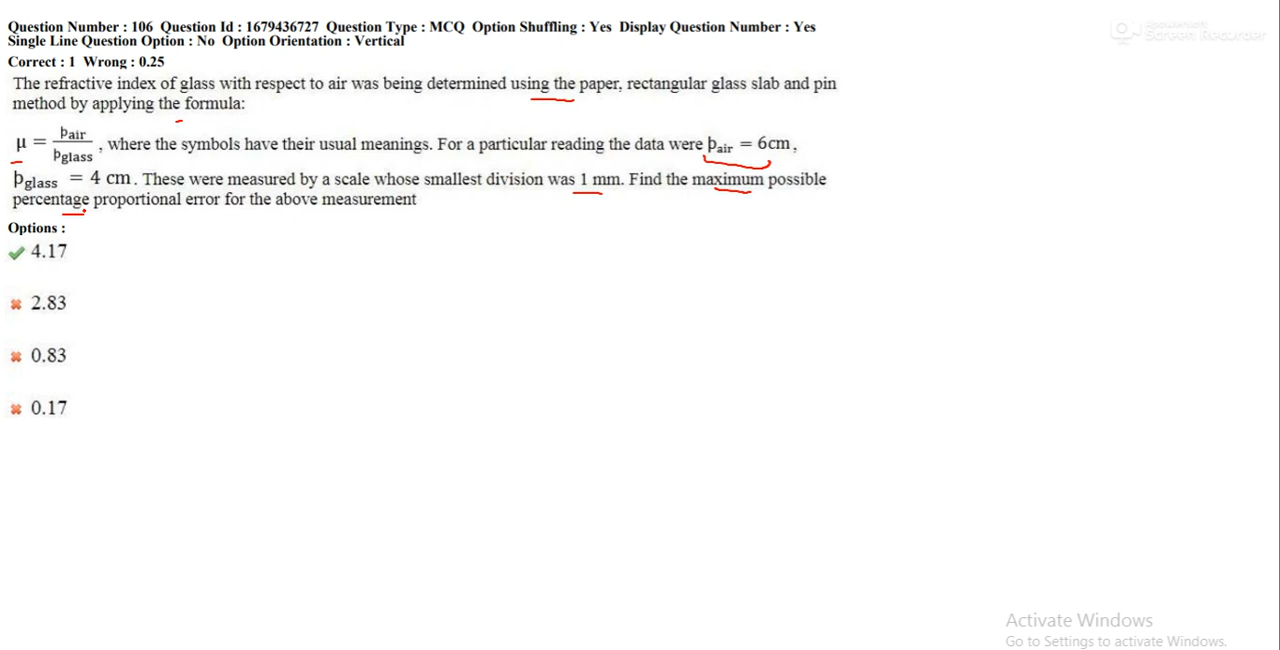 Question Number : 106 Question Id : 1679436727 Question Type : MCQ Option Shuffling : Yes Display Question Number : Yes
Single Line Question Option : No Option Orientation : Vertical
Correct : 1 Wrong : 0.25
The refractive index of glass with respect to air was being determined using the paper, rectangular glass slab and pin
method by applying the formula:
μ = þair / þglass , where the symbols have their usual meanings. For a particular reading the data were þair = 6cm,
þglass = 4 cm. These were measured by a scale whose smallest division was 1 mm. Find the maximum possible
percentage proportional error for the above measurement
Options :
4.17
2.83
0.83
0.17
Apowersoft
Screen Recorder
Activate Windows
Go to Settings to activate Windows.